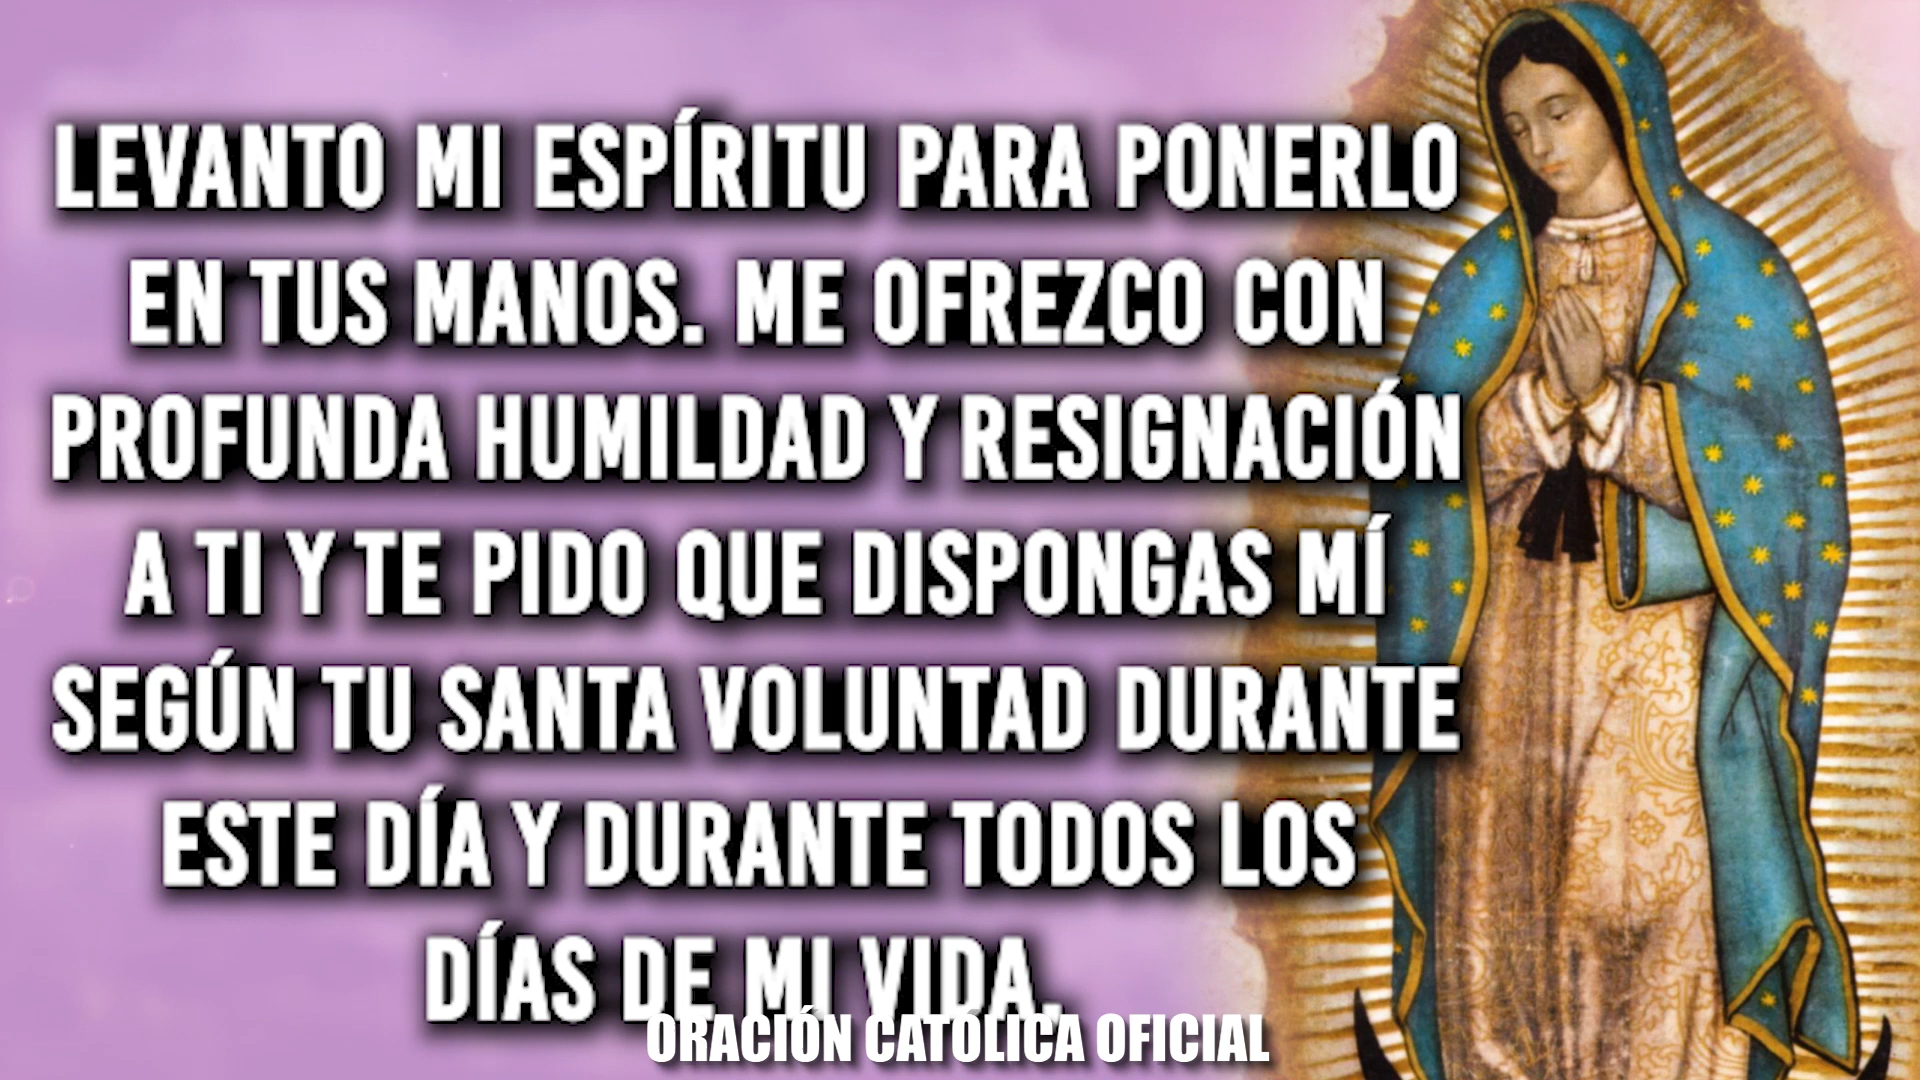 LEVANTO MI ESPÍRITU PARA PONERLO
EN TUS MANOS. ME OFREZCO CON
PROFUNDA HUMILDAD Y RESIGNACIÓN
A TI Y TE PIDO QUE DISPONGAS MÍ
SEGÚN TU SANTA VOLUNTAD DURANTE
ESTE DÍA Y DURANTE TODOS LOS
DÍAS DE MI VIDA.
ORACIÓN CATÓLICA OFICIAL